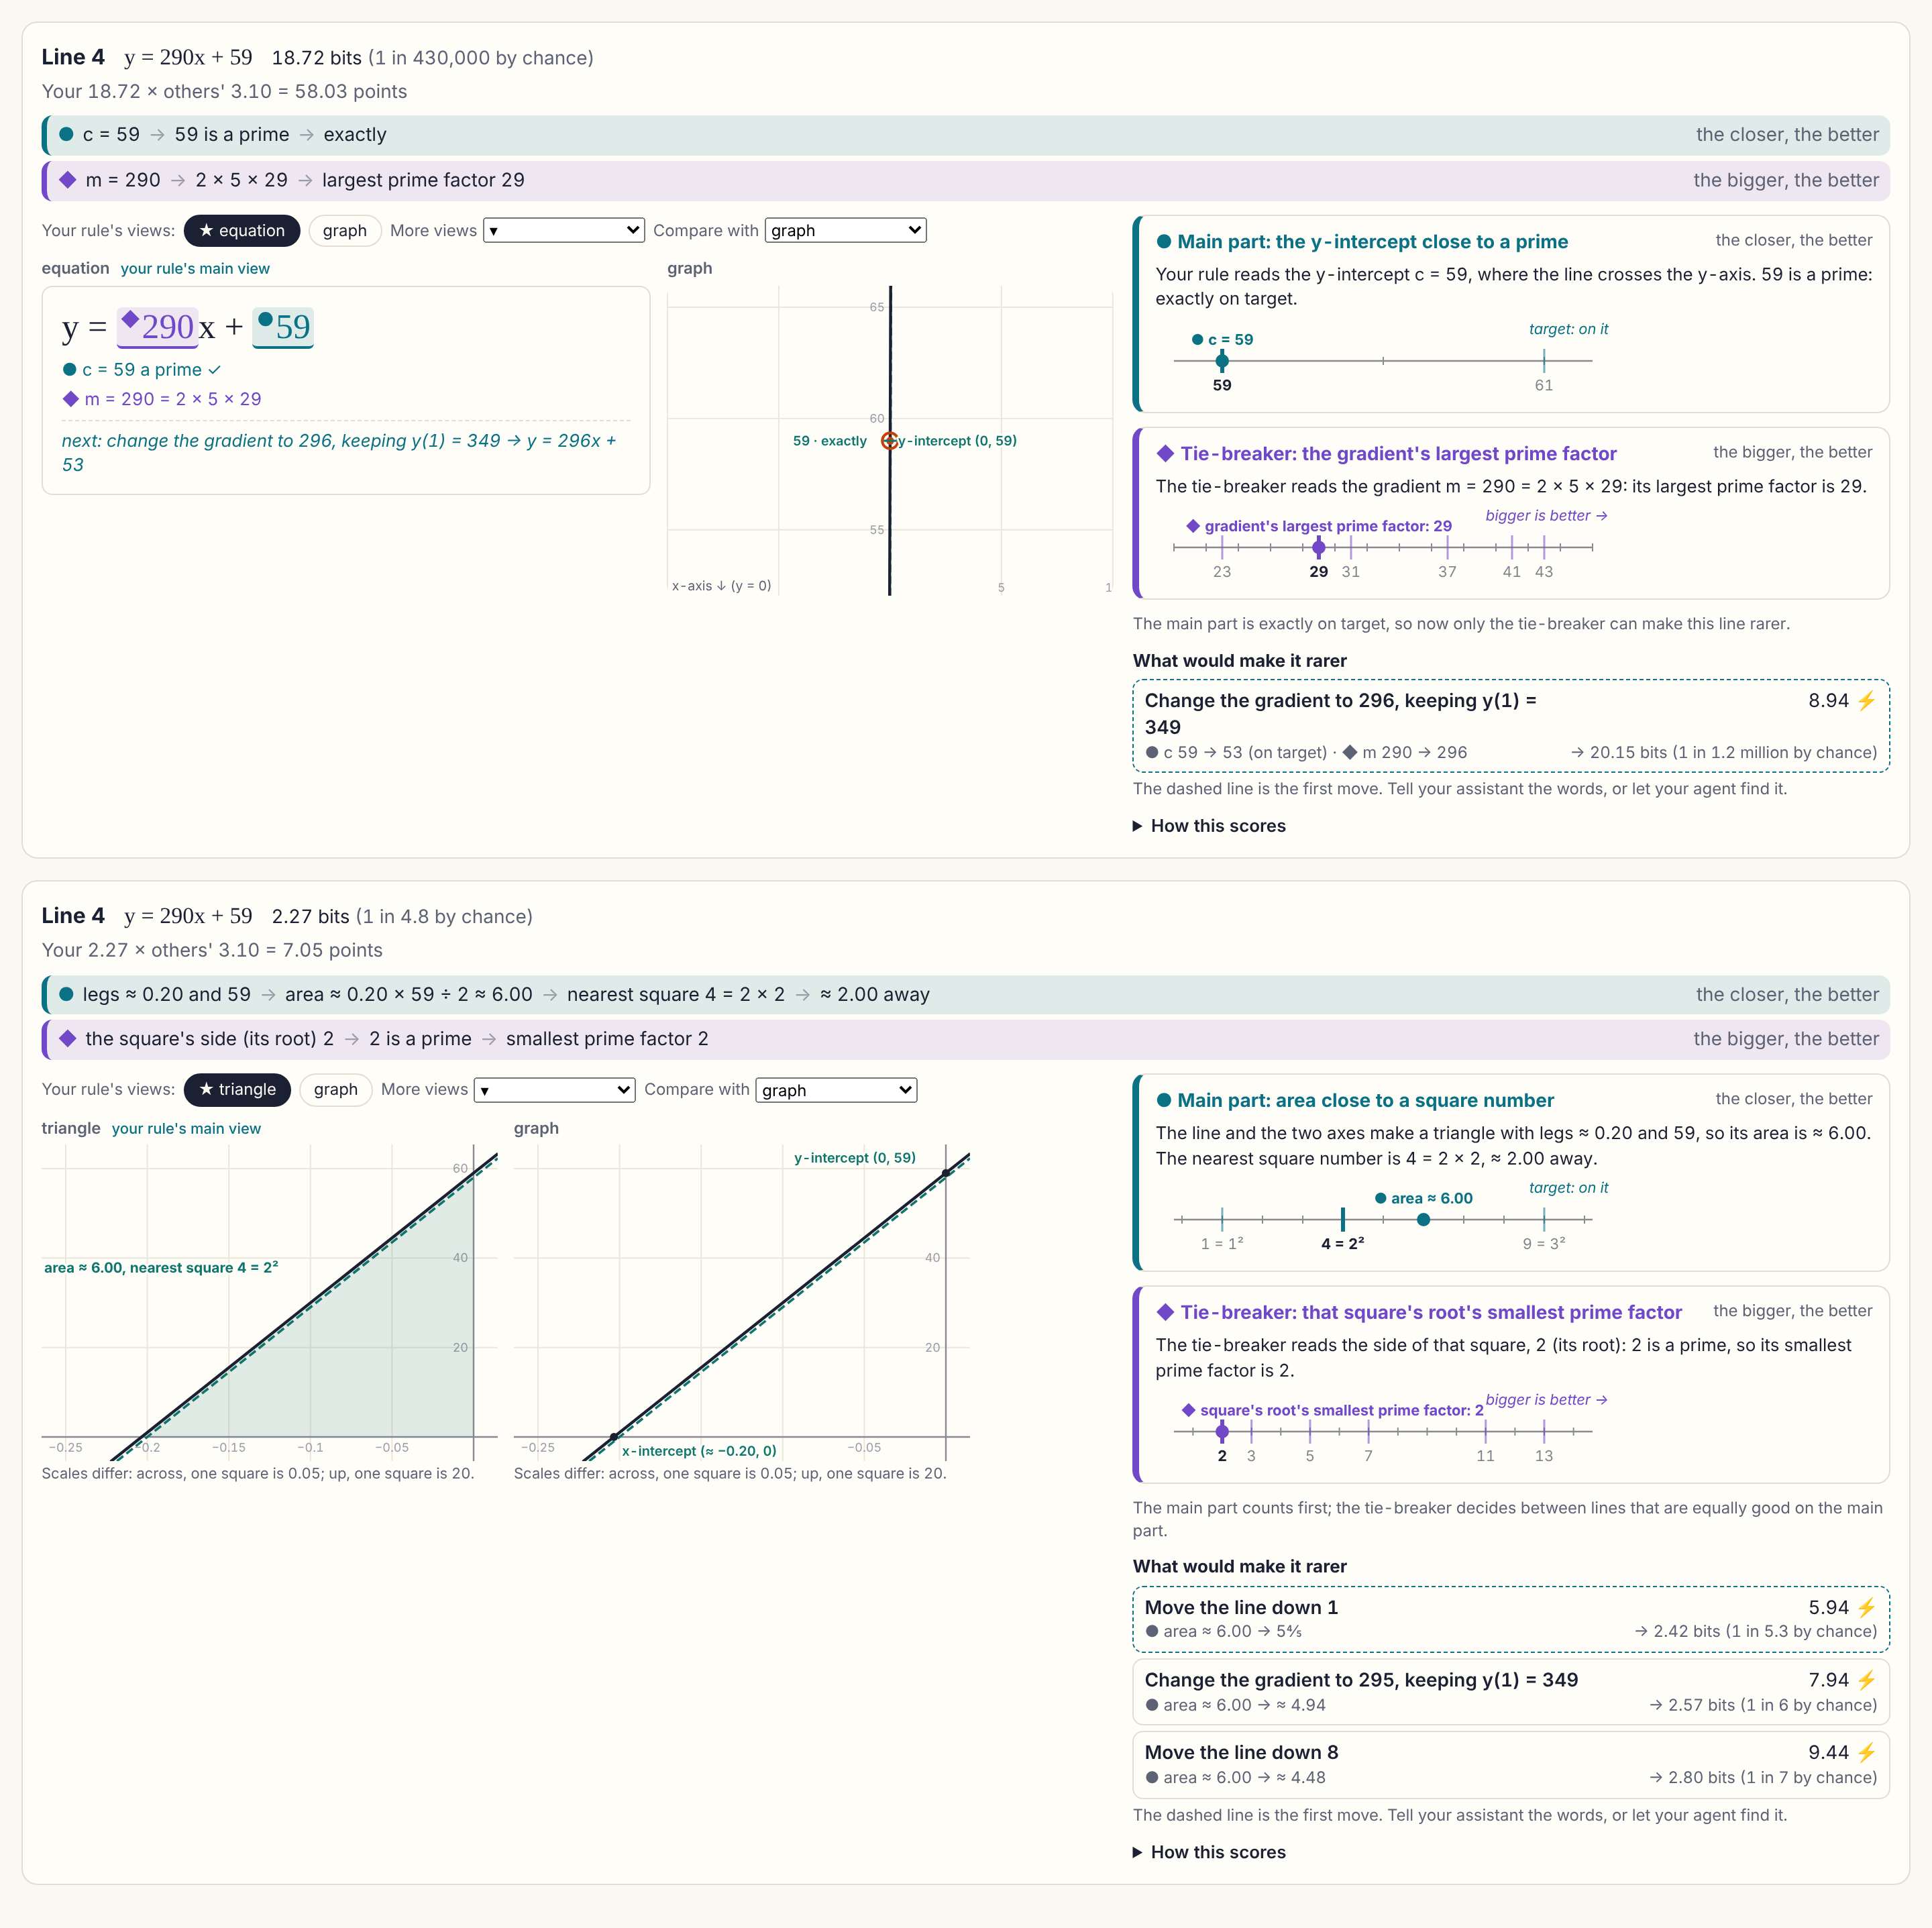 Line 4 y = 290x + 59 18.72 bits (1 in 430,000 by chance)
Your 18.72 × others' 3.10 = 58.03 points
c = 59 → 59 is a prime → exactly the closer, the better
m = 290 → 2 × 5 × 29 → largest prime factor 29 the bigger, the better
Your rule's views: ★ equation graph More views ▾ Compare with graph
equation your rule's main view
y = 290x + 59
c = 59 a prime ✓
m = 290 = 2 × 5 × 29
next: change the gradient to 296, keeping y(1) = 349 → y = 296x +
53
graph
65
60
59 · exactly y-intercept (0, 59)
55
x-axis ↓ (y = 0) 5 1
Main part: the y-intercept close to a prime the closer, the better
Your rule reads the y-intercept c = 59, where the line crosses the y-axis. 59 is a prime:
exactly on target.
target: on it
c = 59
59 61
Tie-breaker: the gradient's largest prime factor the bigger, the better
The tie-breaker reads the gradient m = 290 = 2 × 5 × 29: its largest prime factor is 29.
bigger is better →
gradient's largest prime factor: 29
23 29 31 37 41 43
The main part is exactly on target, so now only the tie-breaker can make this line rarer.
What would make it rarer
Change the gradient to 296, keeping y(1) = 8.94 ⚡
349
c 59 → 53 (on target) · ◆ m 290 → 296 → 20.15 bits (1 in 1.2 million by chance)
The dashed line is the first move. Tell your assistant the words, or let your agent find it.
▶ How this scores
Line 4 y = 290x + 59 2.27 bits (1 in 4.8 by chance)
Your 2.27 × others' 3.10 = 7.05 points
legs ≈ 0.20 and 59 → area ≈ 0.20 × 59 ÷ 2 ≈ 6.00 → nearest square 4 = 2 × 2 → ≈ 2.00 away the closer, the better
the square's side (its root) 2 → 2 is a prime → smallest prime factor 2 the bigger, the better
Your rule's views: ★ triangle graph More views ▾ Compare with graph
triangle your rule's main view
60
40
area ≈ 6.00, nearest square 4 = 2²
20
−0.25 −0.2 −0.15 −0.1 −0.05
Scales differ: across, one square is 0.05; up, one square is 20.
graph
y-intercept (0, 59)
40
20
−0.25 −0.05
x-intercept (≈ −0.20, 0)
Scales differ: across, one square is 0.05; up, one square is 20.
Main part: area close to a square number the closer, the better
The line and the two axes make a triangle with legs ≈ 0.20 and 59, so its area is ≈ 6.00.
The nearest square number is 4 = 2 × 2, ≈ 2.00 away.
target: on it
area ≈ 6.00
1 = 1² 4 = 2² 9 = 3²
Tie-breaker: that square's root's smallest prime factor the bigger, the better
The tie-breaker reads the side of that square, 2 (its root): 2 is a prime, so its smallest
prime factor is 2.
bigger is better →
square's root's smallest prime factor: 2
2 3 5 7 11 13
The main part counts first; the tie-breaker decides between lines that are equally good on the main
part.
What would make it rarer
Move the line down 1 5.94 ⚡
area ≈ 6.00 → 5⅘ → 2.42 bits (1 in 5.3 by chance)
Change the gradient to 295, keeping y(1) = 349 7.94 ⚡
area ≈ 6.00 → ≈ 4.94 → 2.57 bits (1 in 6 by chance)
Move the line down 8 9.44 ⚡
area ≈ 6.00 → ≈ 4.48 → 2.80 bits (1 in 7 by chance)
The dashed line is the first move. Tell your assistant the words, or let your agent find it.
▶ How this scores